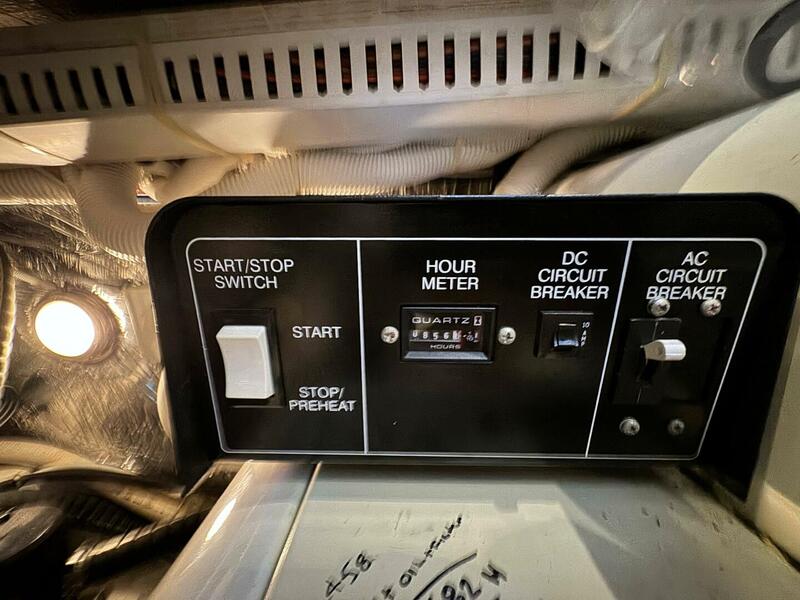 START/STOP
SWITCH
START
STOP/
PREHEAT
HOUR
METER
QUARTZ
HOURS
DC
CIRCUIT
BREAKER
10
AMP
AC
CIRCUIT
BREAKER